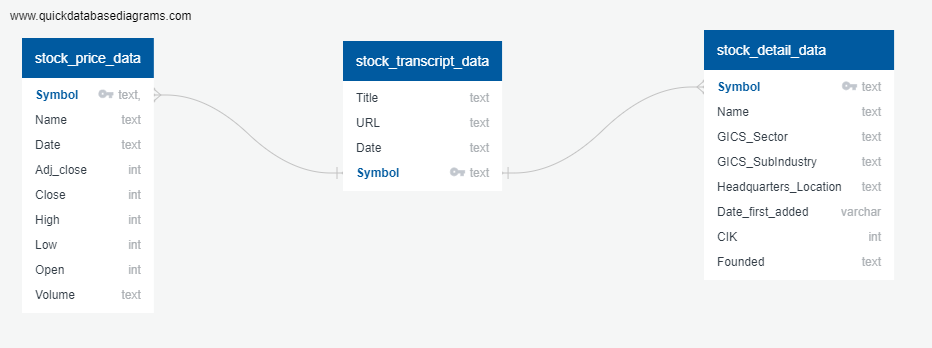 www.quickdatabasediagrams.com
stock_price_data
Symbol text,
Name text
Date text
Adj_close int
Close int
High int
Low int
Open int
Volume text
stock_transcript_data
Title text
URL text
Date text
Symbol text
stock_detail_data
Symbol text
Name text
GICS_Sector text
GICS_SubIndustry text
Headquarters_Location text
Date_first_added varchar
CIK int
Founded text